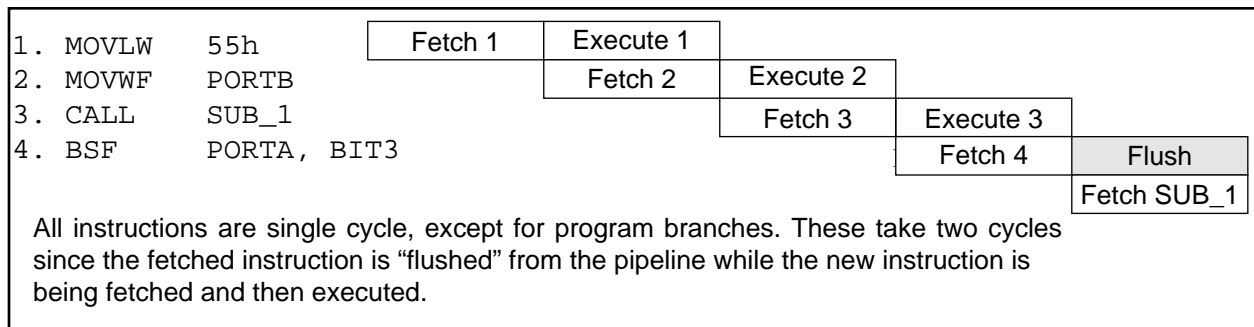 1. MOVLW 55h Fetch 1 Execute 1
2. MOVWF PORTB Fetch 2 Execute 2
3. CALL SUB_1 Fetch 3 Execute 3
4. BSF PORTA, BIT3 Fetch 4 Flush
Fetch SUB_1
All instructions are single cycle, except for program branches. These take two cycles
since the fetched instruction is “flushed” from the pipeline while the new instruction is
being fetched and then executed.